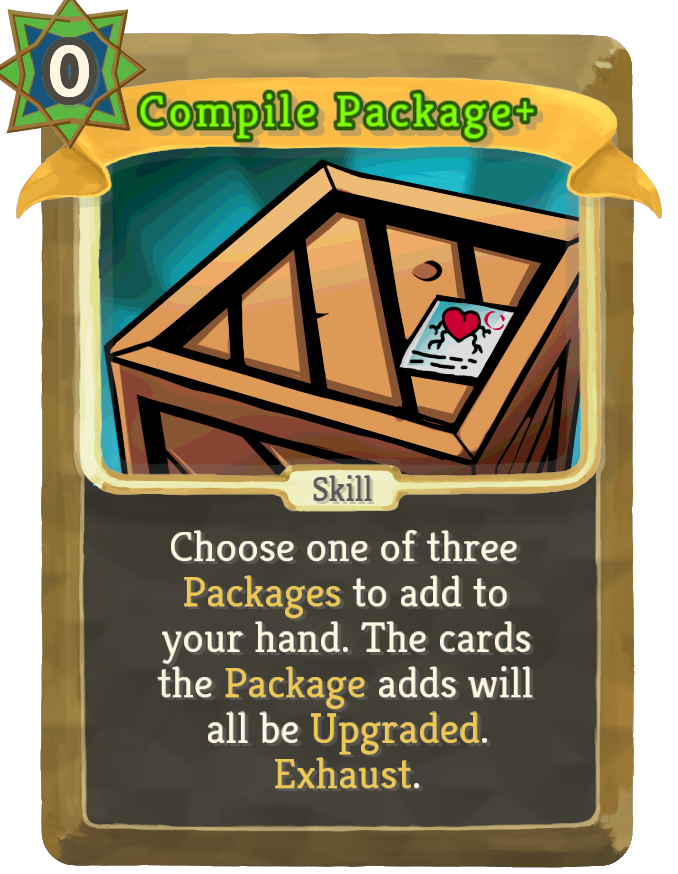 0
Compile Package+
Skill
Choose one of three
Packages to add to
your hand. The cards
the Package adds will
all be Upgraded.
Exhaust.